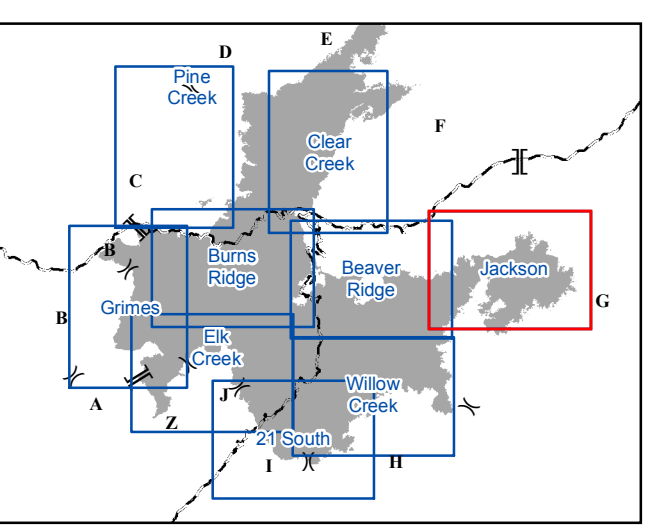 E
D
Pine
Creek
F
Clear
Creek
C
B
Burns
Ridge
Beaver
Ridge
Jackson
G
Grimes
B
Elk
Creek
J
Willow
Creek
A
Z
21 South
I
H